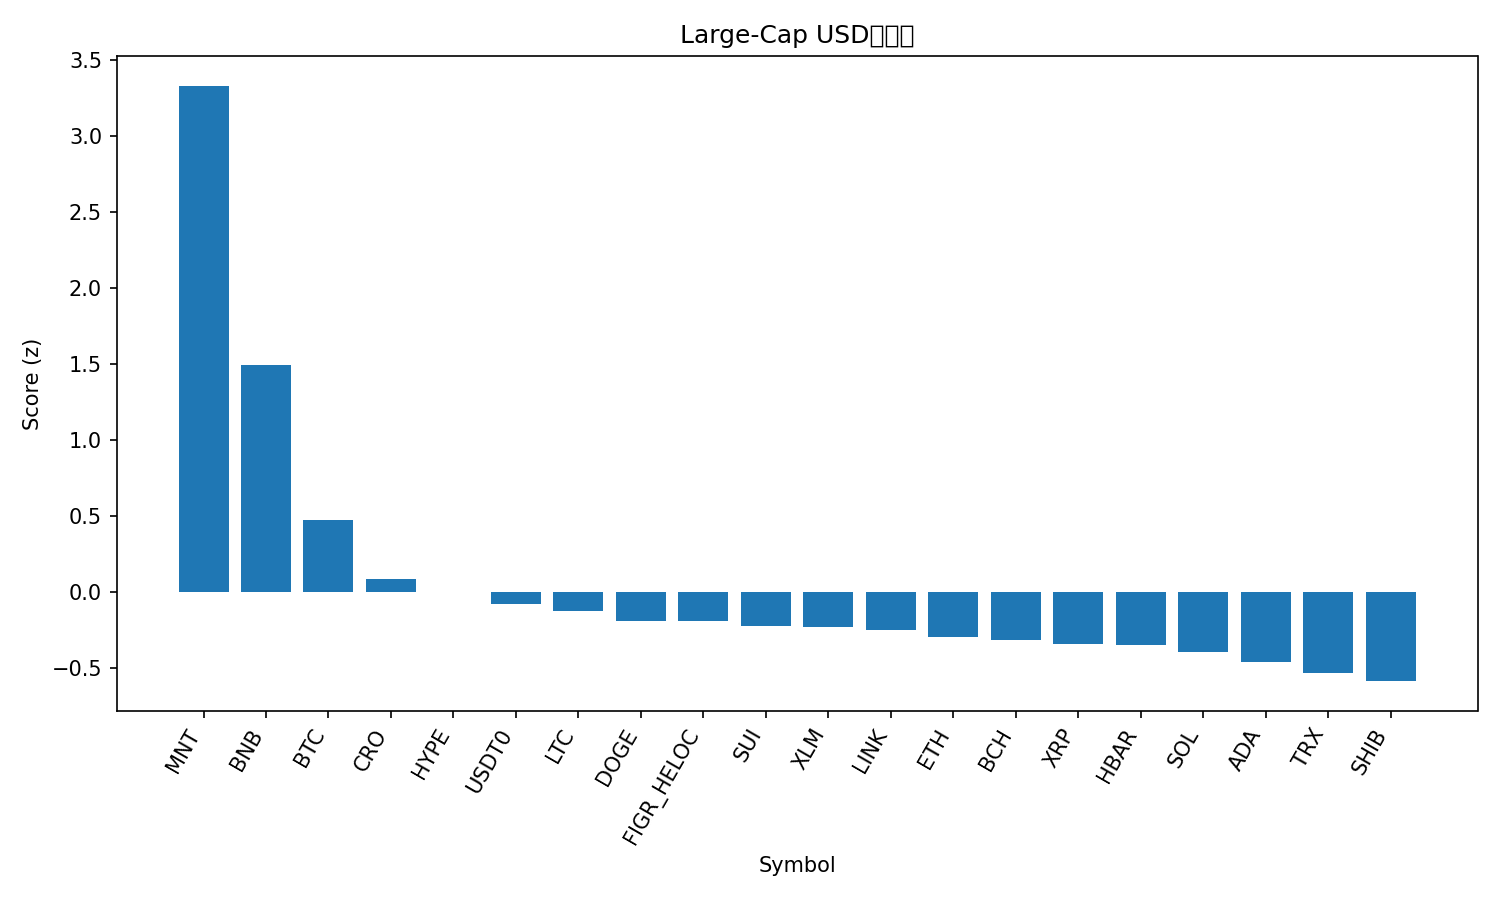 Large-Cap USD
Score (z)
3.5
3.0
2.5
2.0
1.5
1.0
0.5
0.0
−0.5
MNT
BNB
BTC
CRO
HYPE
USDT0
LTC
DOGE
FIGR_HELOC
SUI
XLM
LINK
ETH
BCH
XRP
HBAR
SOL
ADA
TRX
SHIB
Symbol